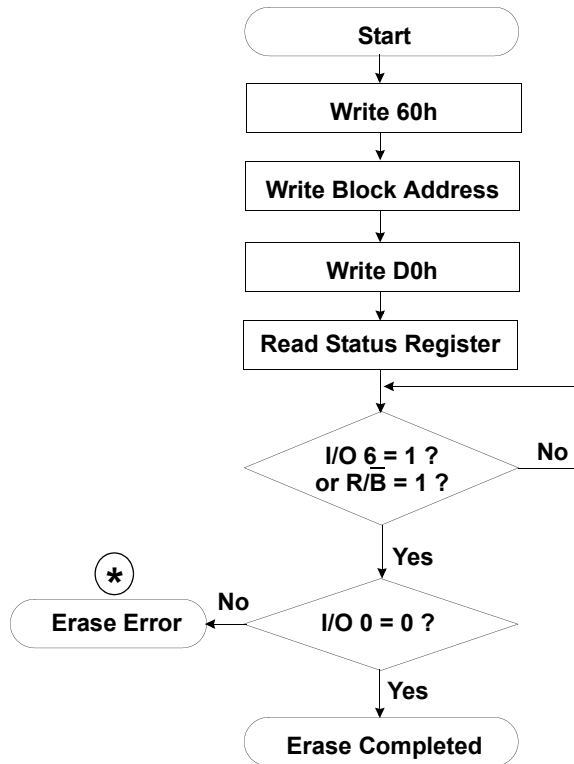 Start
Write 60h
Write Block Address
Write D0h
Read Status Register
I/O 6 = 1 ?
or R/B̅ = 1 ?
No
Yes
*
No
Erase Error
I/O 0 = 0 ?
Yes
Erase Completed